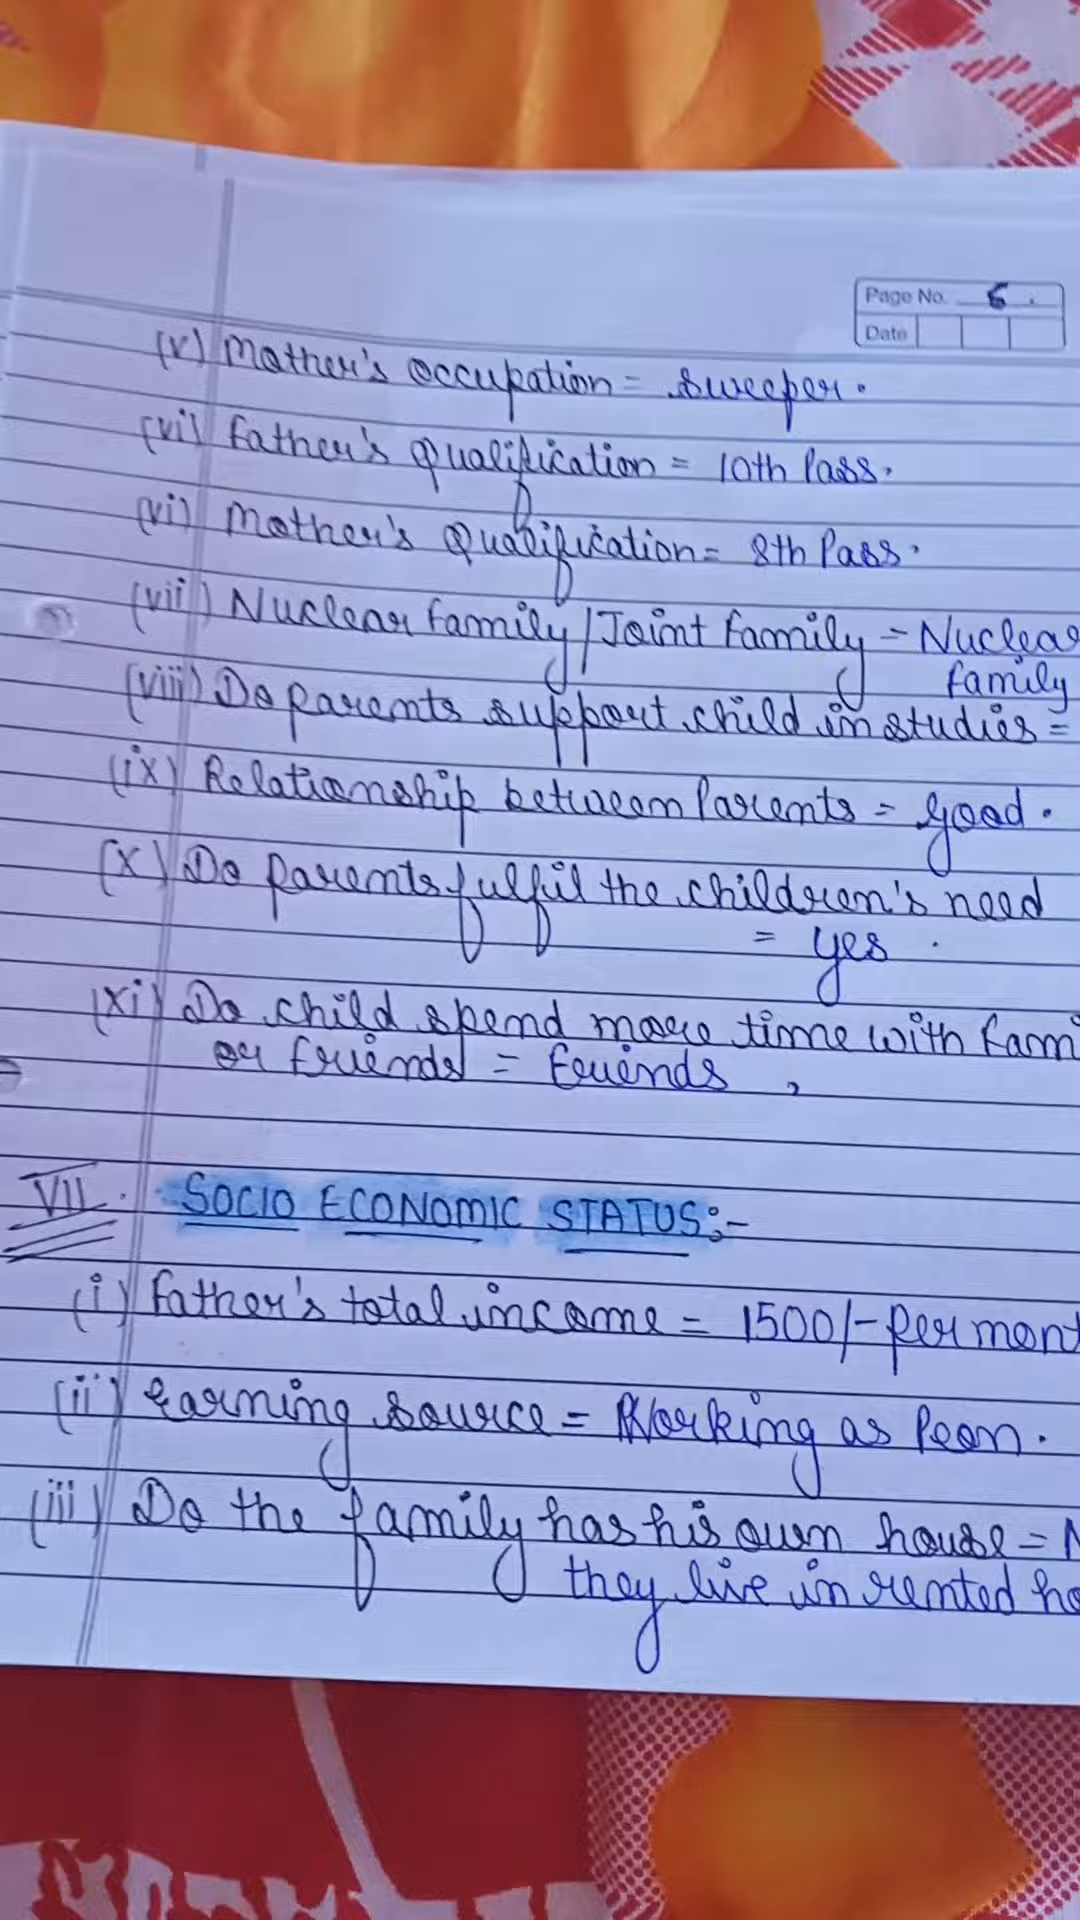 Page No. 6.
Date
(v) Mother's occupation = sweeper.
(vi) Father's qualification = 10th Pass.
(vi) Mother's Qualification = 8th Pass.
(vii) Nuclear family / Joint family = Nuclear
family
(viii) Do parents support child in studies =
(ix) Relationship between Parents = good.
(x) Do parents fulfil the children's need
= yes.
(xi) Do child spend more time with Fam
or friends = friends,
VII. SOCIO ECONOMIC STATUS:-
(i) Father's total income = 1500/- per mont
(ii) Earning source = Working as Peon.
(iii) Do the family has his own house = N
they live in rented ho